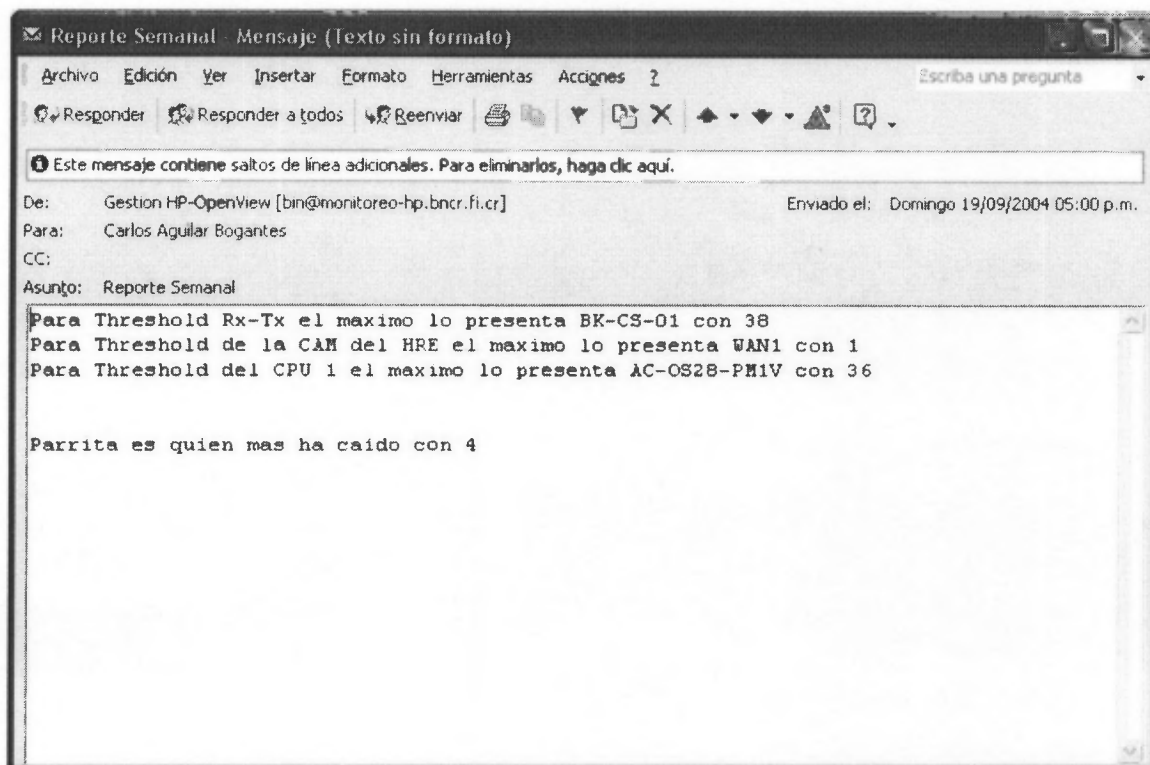 Reporte Semanal - Mensaje (Texto sin formato)
Archivo Edición Ver Insertar Formato Herramientas Acciones ? Escriba una pregunta
Responder Responder a todos Reenviar
Este mensaje contiene saltos de línea adicionales. Para eliminarlos, haga clic aquí.
De: Gestion HP-OpenView [bin@monitoreo-hp.bncr.fi.cr] Enviado el: Domingo 19/09/2004 05:00 p.m.
Para: Carlos Aguilar Bogantes
CC:
Asunto: Reporte Semanal
Para Threshold Rx-Tx el maximo lo presenta BK-CS-01 con 38
Para Threshold de la CAM del HRE el maximo lo presenta WAN1 con 1
Para Threshold del CPU 1 el maximo lo presenta AC-OS28-PM1V con 36
Parrita es quien mas ha caido con 4